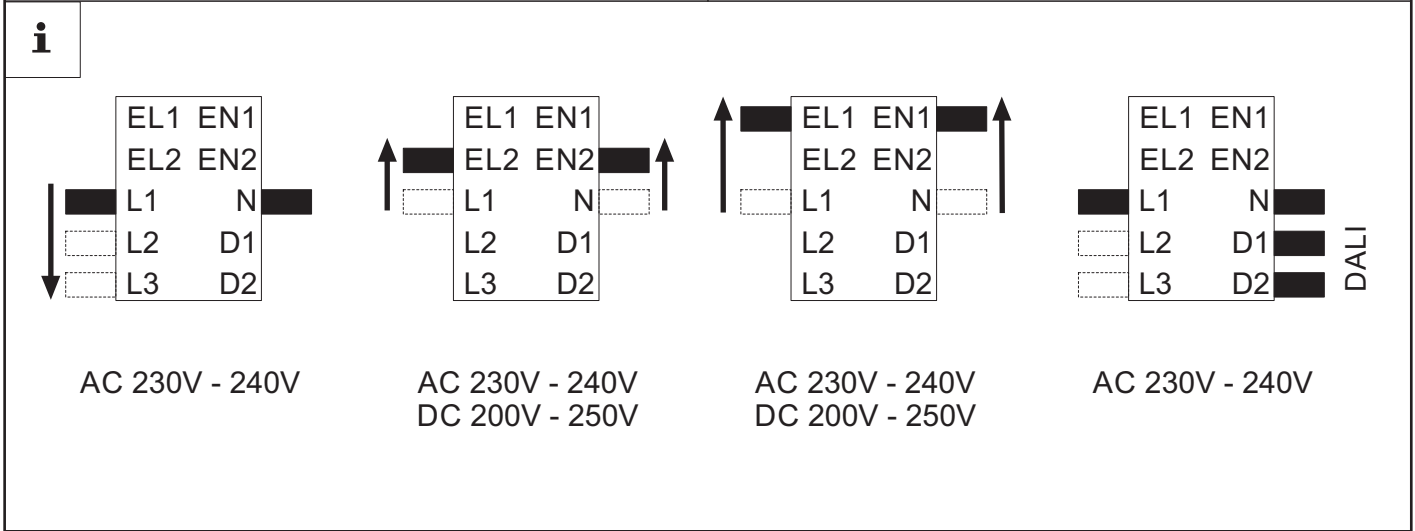 i
EL1 EN1
EL2 EN2
L1 N
L2 D1
L3 D2
AC 230V - 240V
EL1 EN1
EL2 EN2
L1 N
L2 D1
L3 D2
AC 230V - 240V
DC 200V - 250V
EL1 EN1
EL2 EN2
L1 N
L2 D1
L3 D2
AC 230V - 240V
DC 200V - 250V
EL1 EN1
EL2 EN2
L1 N
L2 D1
L3 D2
DALI
AC 230V - 240V